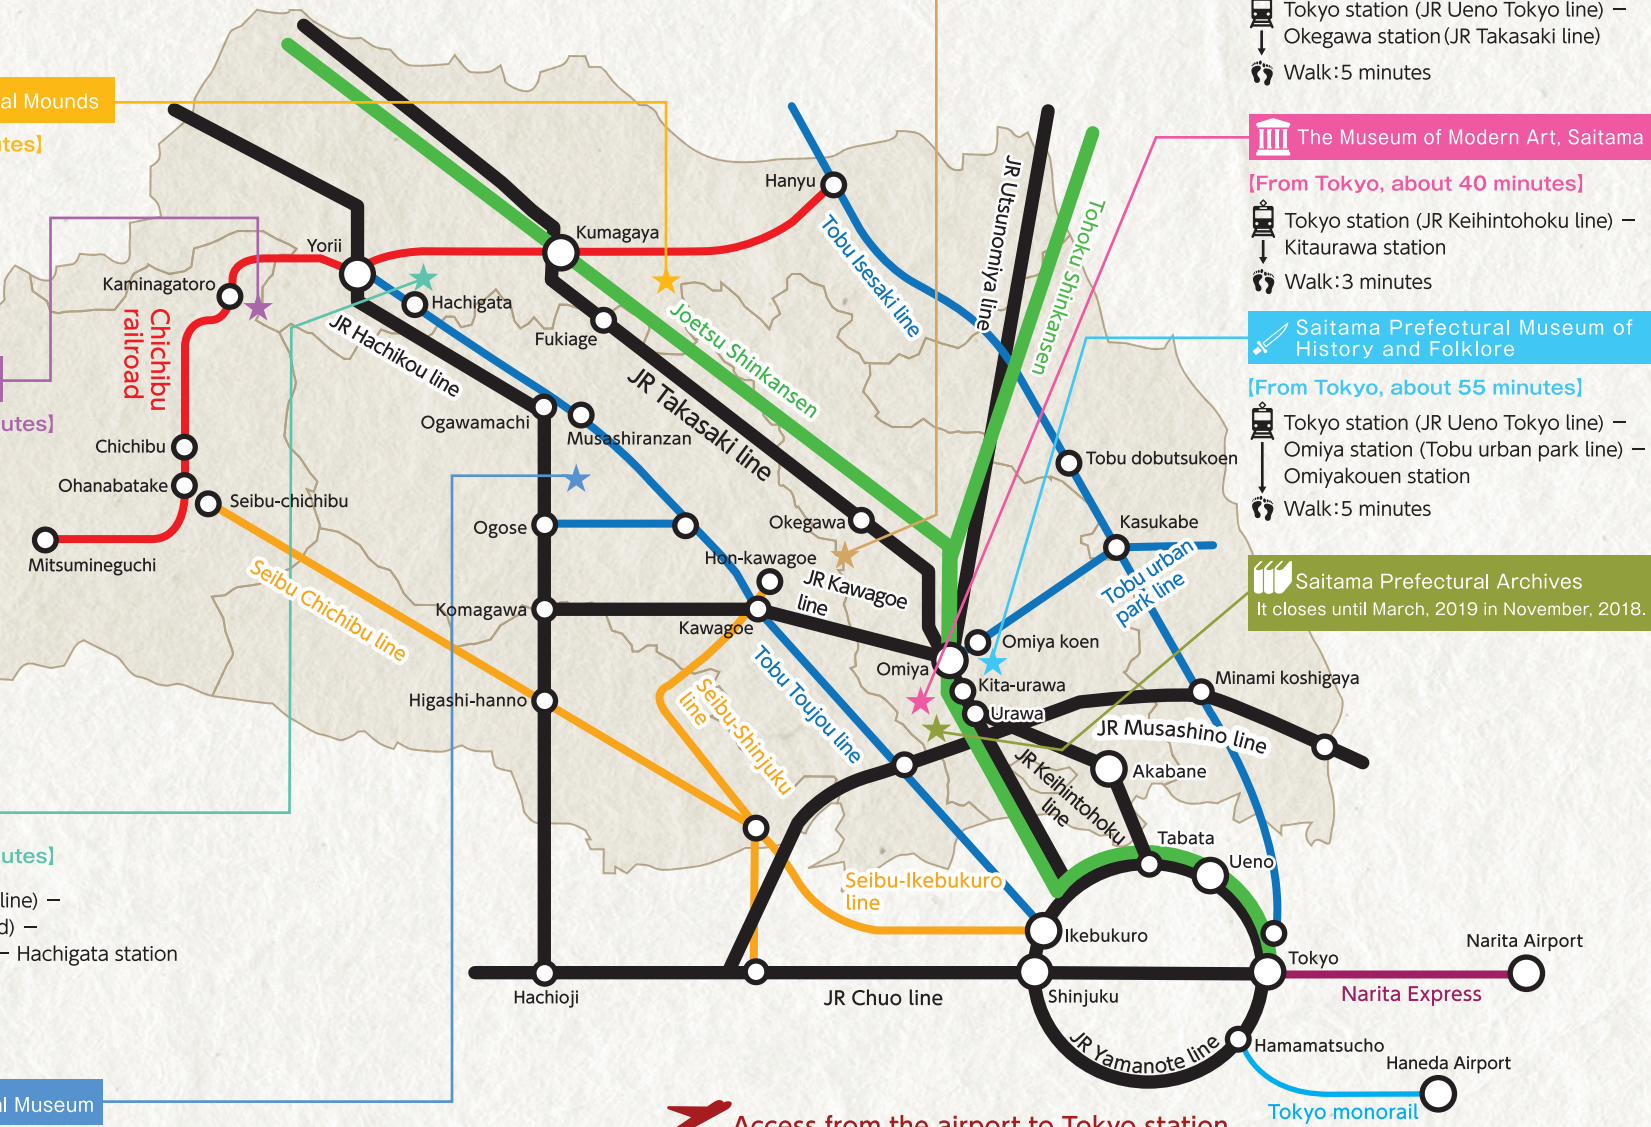 al Mounds
utes】
utes】
utes】
line) －
d) －
－ Hachigata station
al Museum
Tokyo station (JR Ueno Tokyo line) －
Okegawa station (JR Takasaki line)
Walk：5 minutes
The Museum of Modern Art, Saitama
【From Tokyo, about 40 minutes】
Tokyo station (JR Keihintohoku line) －
Kitaurawa station
Walk：3 minutes
Saitama Prefectural Museum of
History and Folklore
【From Tokyo, about 55 minutes】
Tokyo station (JR Ueno Tokyo line) －
Omiya station (Tobu urban park line) －
Omiyakouen station
Walk：5 minutes
Saitama Prefectural Archives
It closes until March, 2019 in November, 2018.
Hanyu
Kumagaya
Yorii
Kaminagatoro
Hachigata
Fukiage
Chichibu
railroad
JR Hachikou line
Joetsu Shinkansen
JR Takasaki line
Tobu Isesaki line
JR Utsunomiya line
Tohoku Shinkansen
Ogawamachi
Musashiranzan
Chichibu
Ohanabatake
Seibu-chichibu
Mitsumineguchi
Ogose
Okegawa
Tobu dobutsukoen
Kasukabe
Tobu urban
park line
Hon-kawagoe
JR Kawagoe
line
Seibu Chichibu line
Komagawa
Kawagoe
Omiya koen
Omiya
Kita-urawa
Urawa
Minami koshigaya
Higashi-hanno
Seibu-Shinjuku
line
Tobu Toujou line
JR Musashino line
JR Keihintohoku
line
Akabane
Tabata
Ueno
Seibu-Ikebukuro
line
Ikebukuro
Tokyo
Narita Airport
Narita Express
Hachioji
JR Chuo line
Shinjuku
JR Yamanote line
Hamamatsucho
Haneda Airport
Tokyo monorail
Access from the airport to Tokyo station